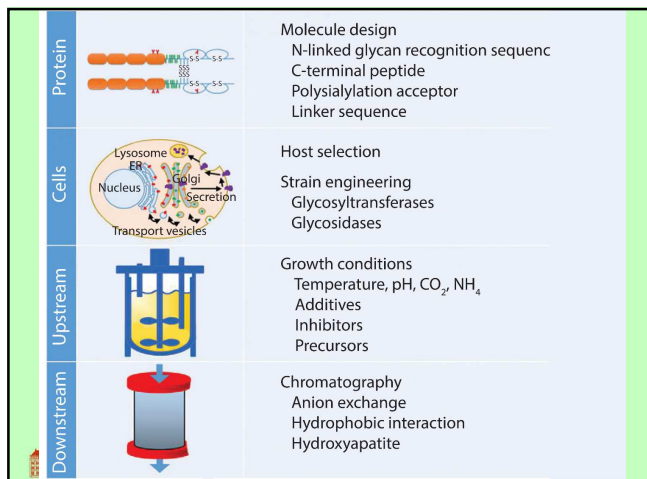 Protein
S-S
S-S
SSS
SSS
S-S
S-S
Molecule design
N-linked glycan recognition sequenc
C-terminal peptide
Polysialylation acceptor
Linker sequence
Cells
Lysosome
ER
Golgi
Nucleus
Secretion
Transport vesicles
Host selection
Strain engineering
Glycosyltransferases
Glycosidases
Upstream
Growth conditions
Temperature, pH, CO₂, NH₄
Additives
Inhibitors
Precursors
Downstream
Chromatography
Anion exchange
Hydrophobic interaction
Hydroxyapatite